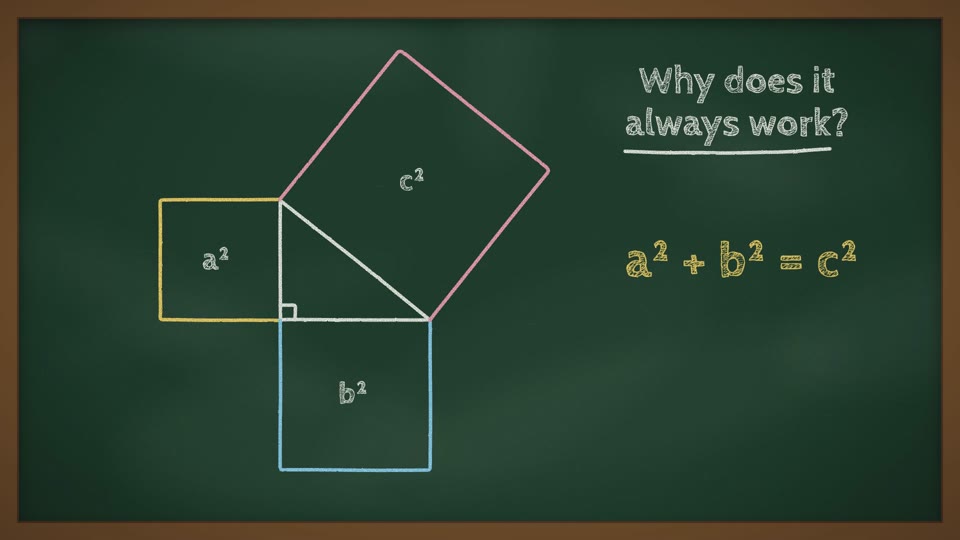 Why does it
always work?
c²
a²
a² + b² = c²
b²